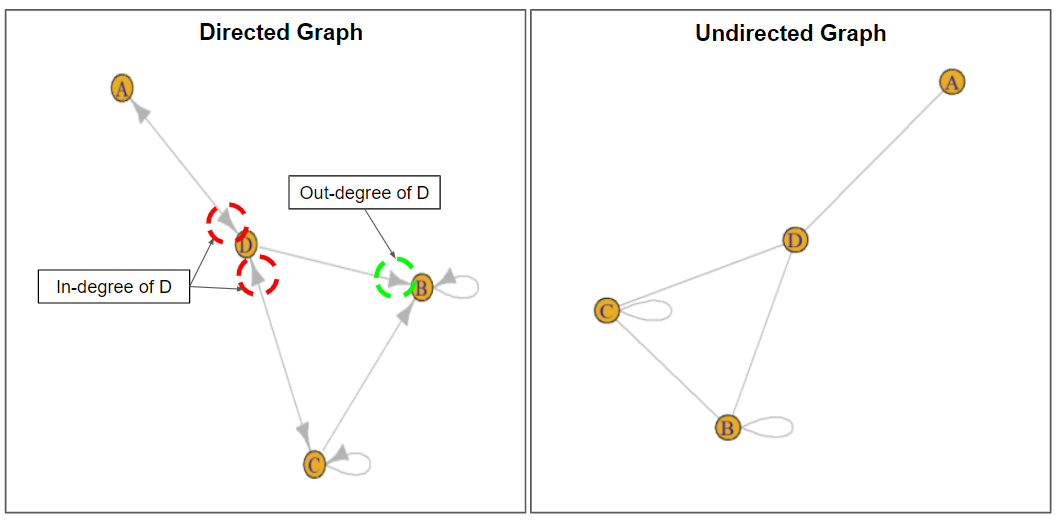 Directed Graph
A
Out-degree of D
D
In-degree of D
B
C
Undirected Graph
A
D
C
B